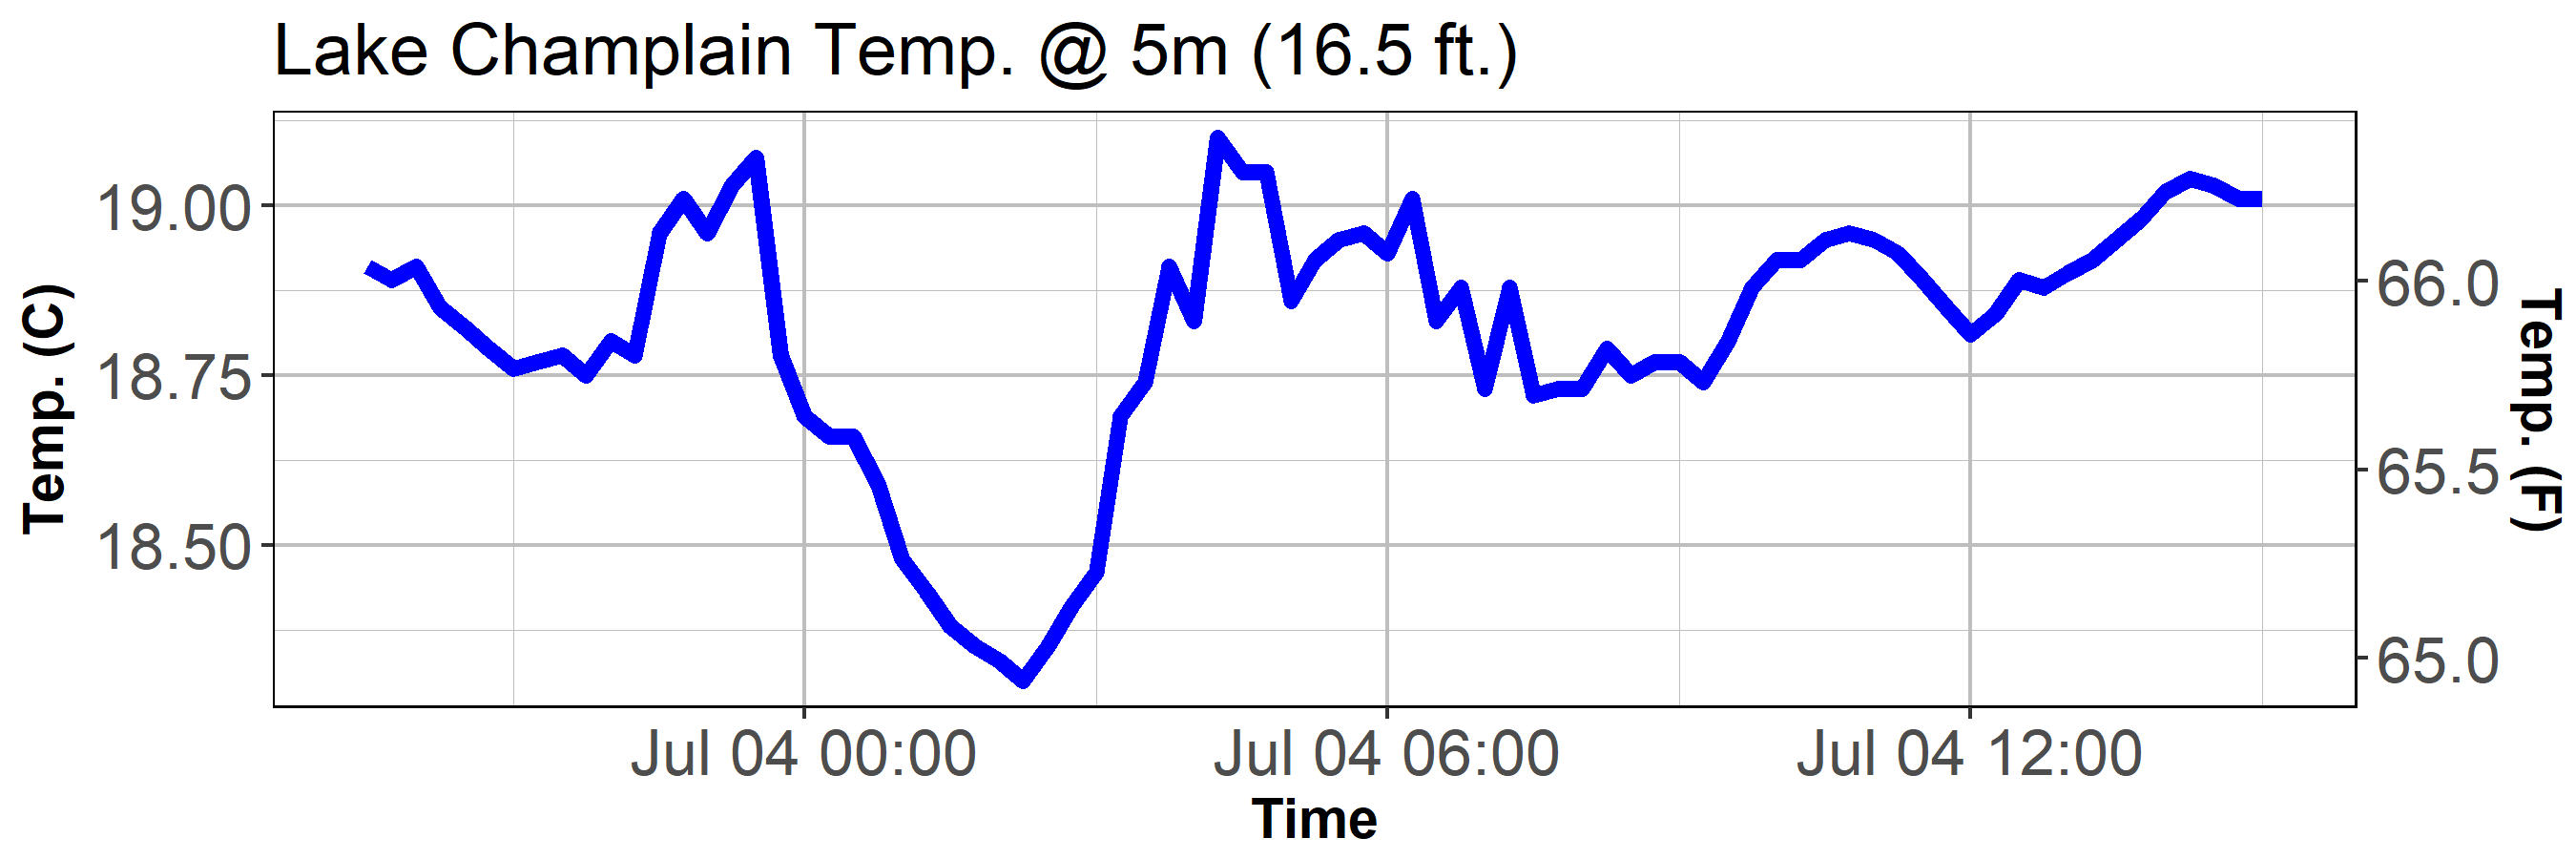 Lake Champlain Temp. @ 5m (16.5 ft.)
Temp. (C)
19.00
18.75
18.50
66.0
65.5
65.0
Temp. (F)
Jul 04 00:00 Jul 04 06:00 Jul 04 12:00
Time